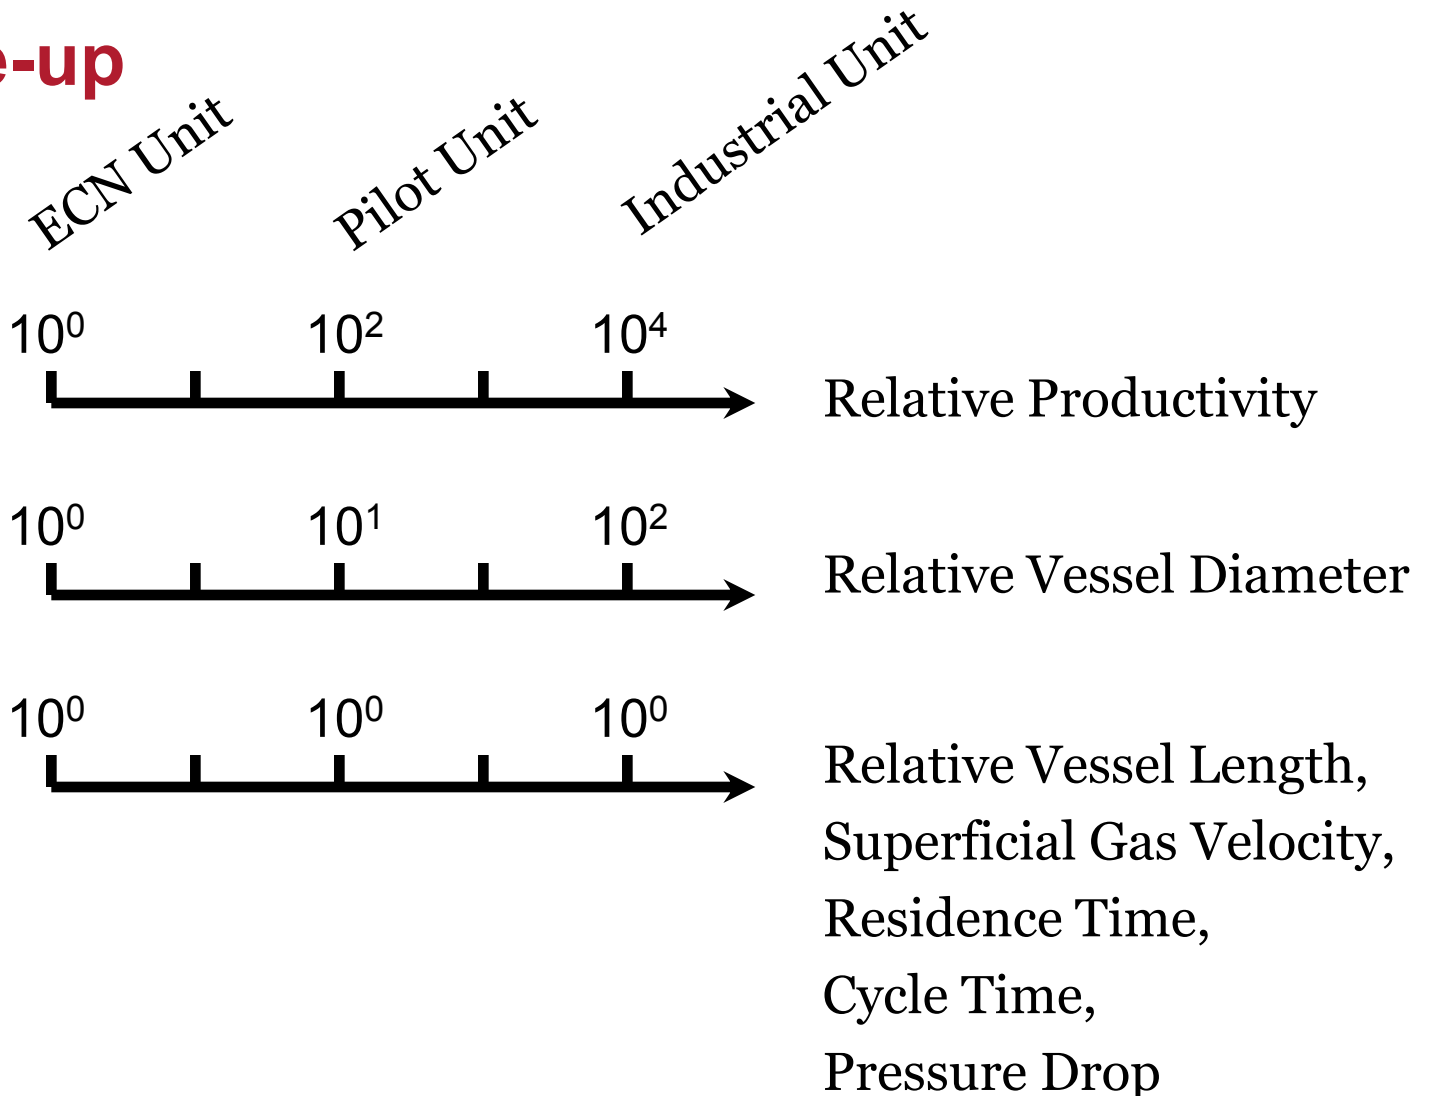 e-up
ECN Unit
Pilot Unit
Industrial Unit
10⁰ 10² 10⁴
Relative Productivity
10⁰ 10¹ 10²
Relative Vessel Diameter
10⁰ 10⁰ 10⁰
Relative Vessel Length,
Superficial Gas Velocity,
Residence Time,
Cycle Time,
Pressure Drop